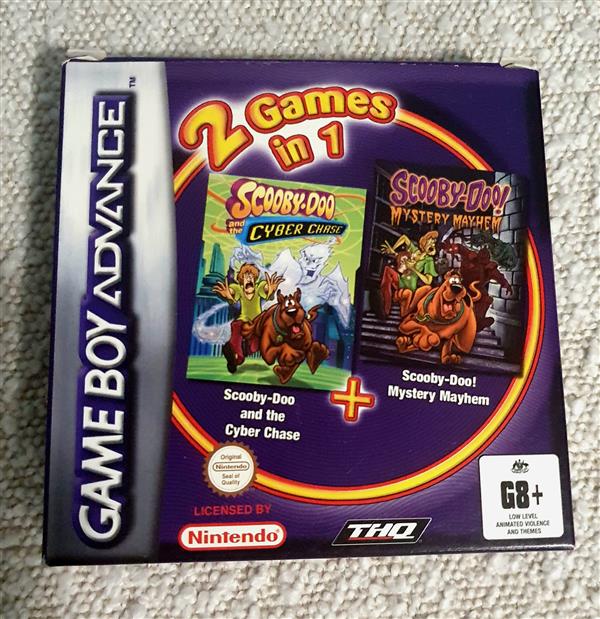 GAME BOY ADVANCE™
2 Games
in 1
SCOOBY-DOO
and
the
CYBER CHASE
SCOOBY-DOO!
MYSTERY MAYHEM
Scooby-Doo
and the
Cyber Chase
+
Scooby-Doo!
Mystery Mayhem
Original
Nintendo
Seal of
Quality
LICENSED BY
Nintendo
THQ
G8+
LOW LEVEL
ANIMATED VIOLENCE
AND THEMES